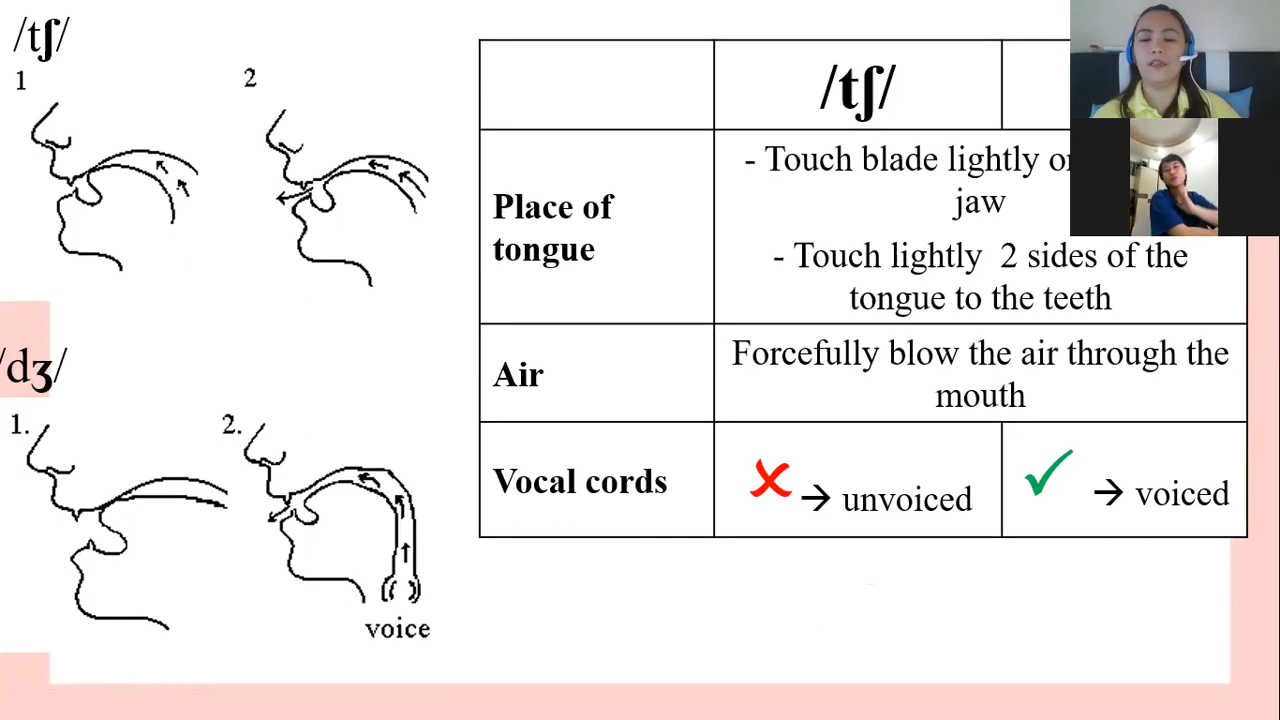 /tʃ/
1
2
/dʒ/
1.
2.
voice
/tʃ/
Place of
tongue
- Touch blade lightly
jaw
- Touch lightly 2 sides of the
tongue to the teeth
Air
Forcefully blow the air through the
mouth
Vocal cords
✗ → unvoiced
✓ → voiced